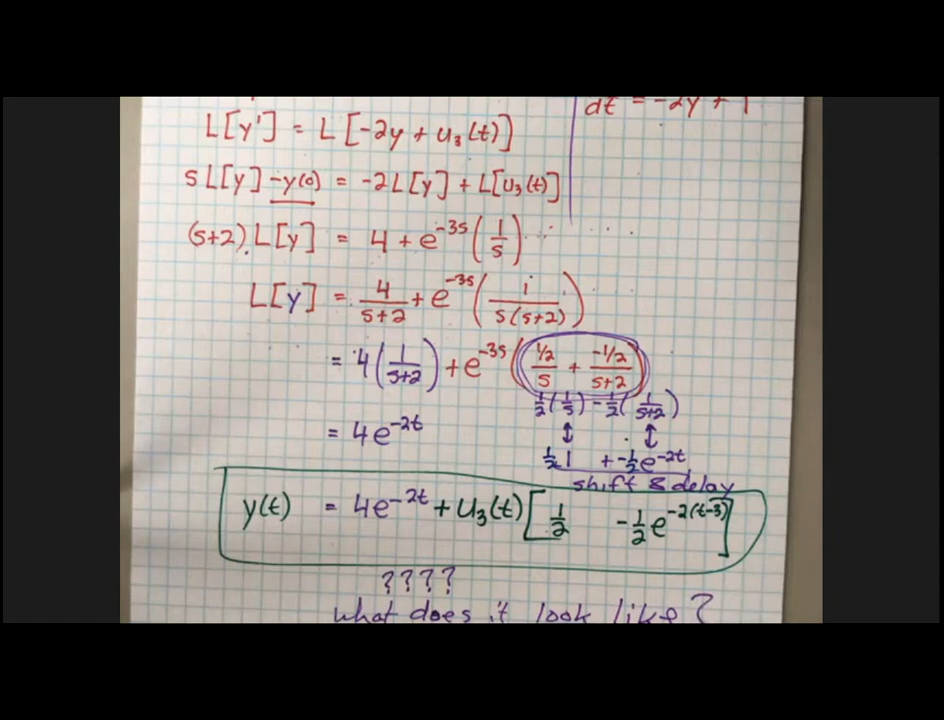 dt = -2y + 1
L[y'] = L[-2y + u₃(t)]
sL[y] - y(0) = -2L[y] + L[u₃(t)]
(s+2) L[y] = 4 + e^{-3s} (1/s)
L[y] = 4/(s+2) + e^{-3s} (1/(s(s+2)))
= 4(1/(s+2)) + e^{-3s} ((1/2)/s + (-1/2)/(s+2))
1/2 (1/s) - 1/2 (1/(s+2))
↕ ↕
= 4e^{-2t}
1/2 1 + -1/2 e^{-2t}
shift & delay
y(t) = 4e^{-2t} + u₃(t) [1/2 - 1/2 e^{-2(t-3)}]
????
what does it look like?